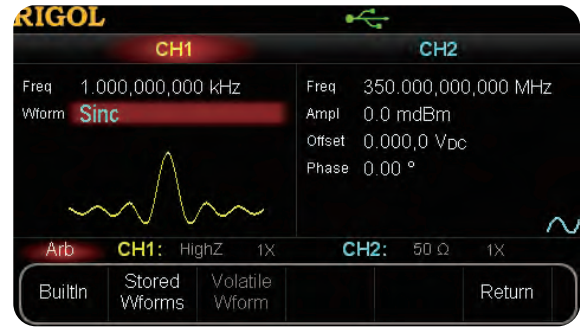 RIGOL
CH1
CH2
Freq 1.000,000,000 kHz
Wform Sinc
Freq 350.000,000,000 MHz
Ampl 0.0 mdBm
Offset 0.000,0 VDC
Phase 0.00 °
Arb CH1: HighZ 1X CH2: 50 Ω 1X
BuiltIn Stored Wforms Volatile Wform Return